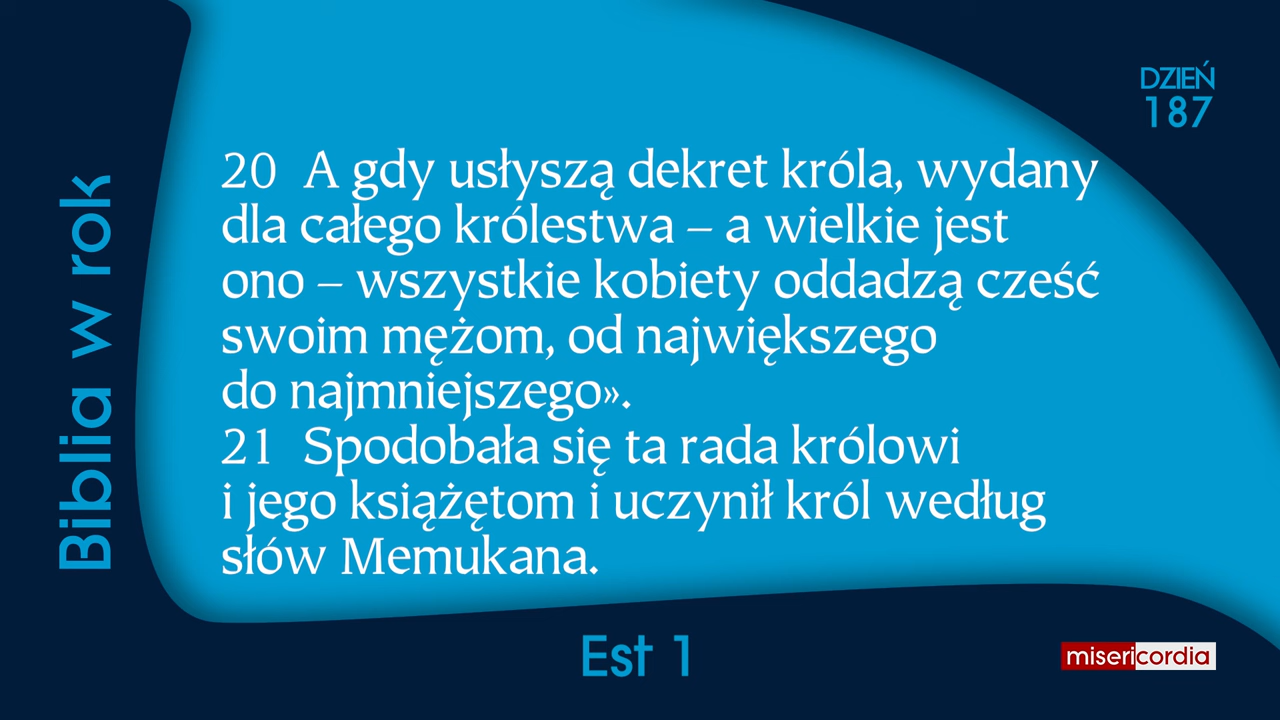 DZIEŃ
187
20 A gdy usłyszą dekret króla, wydany
dla całego królestwa – a wielkie jest
ono – wszystkie kobiety oddadzą cześć
swoim mężom, od największego
do najmniejszego».
21 Spodobała się ta rada królowi
i jego książętom i uczynił król według
słów Memukana.
Biblia w rok
Est 1
misericordia